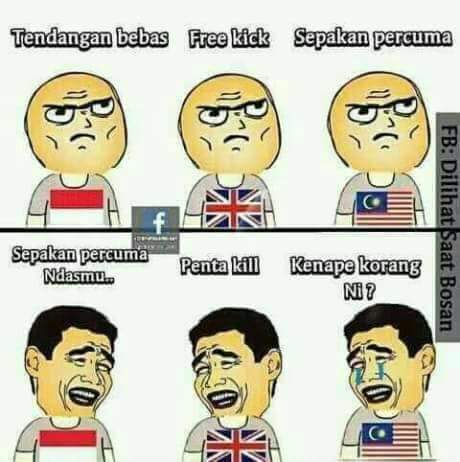 Tendangan bebas
Free kick
Sepakan percuma
Sepakan percuma
Ndasmu..
Penta kill
Kenape korang
Ni ?
FB: Dilihat Saat Bosan
f